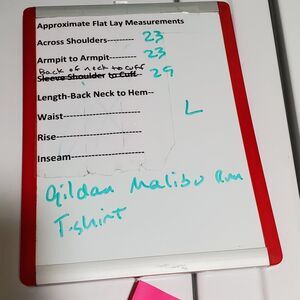 Approximate Flat Lay Measurements
Across Shoulders----- 23
Armpit to Armpit----- 23
Back of neck to cuff
Sleeve Shoulder to Cuff- 29
Length-Back Neck to Hem--
L
Waist--------------------
Rise---------------------
Inseam-------------------
Gildan Malibu Rum
T-shirt